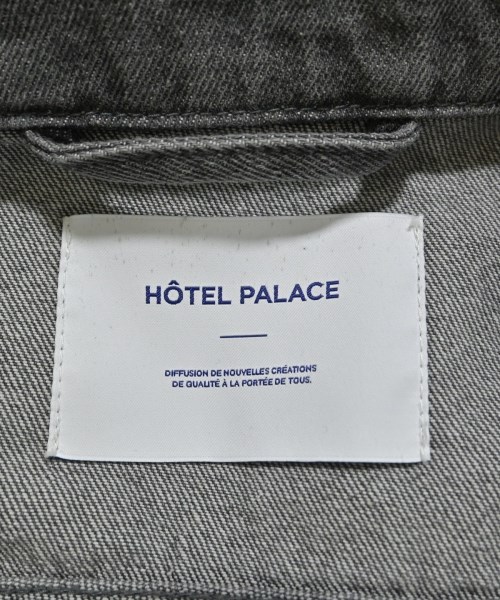 HÔTEL PALACE
DIFFUSION DE NOUVELLES CRÉATIONS
DE QUALITÉ À LA PORTÉE DE TOUS.